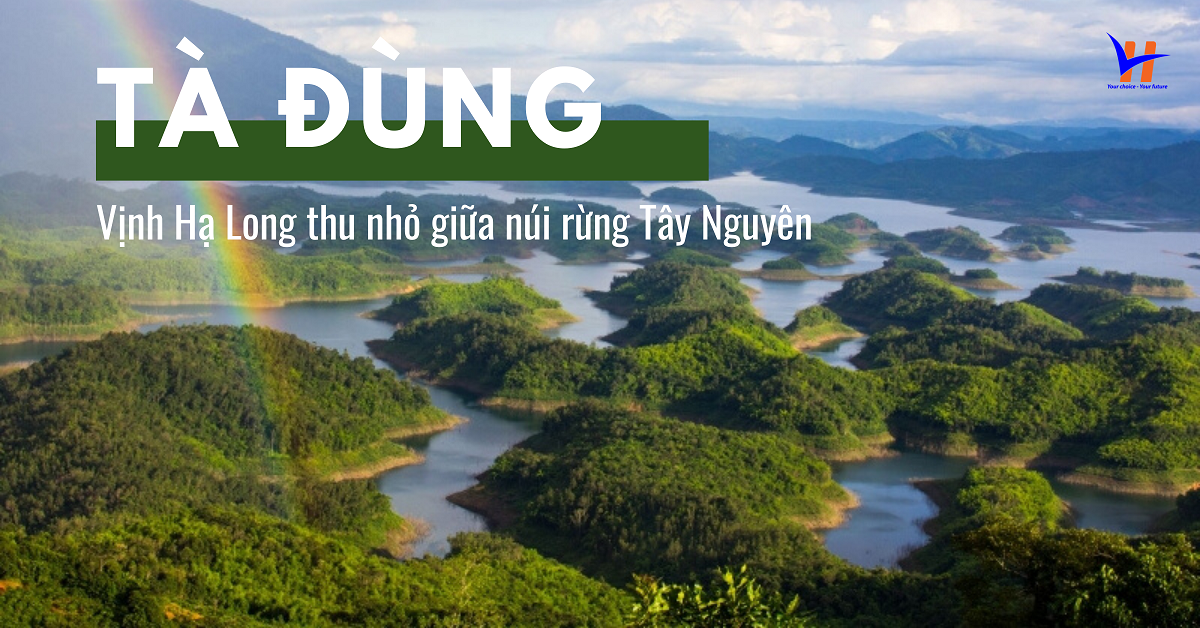 TÀ ĐÙNG
Vịnh Hạ Long thu nhỏ giữa núi rừng Tây Nguyên
H
Your choice - Your future